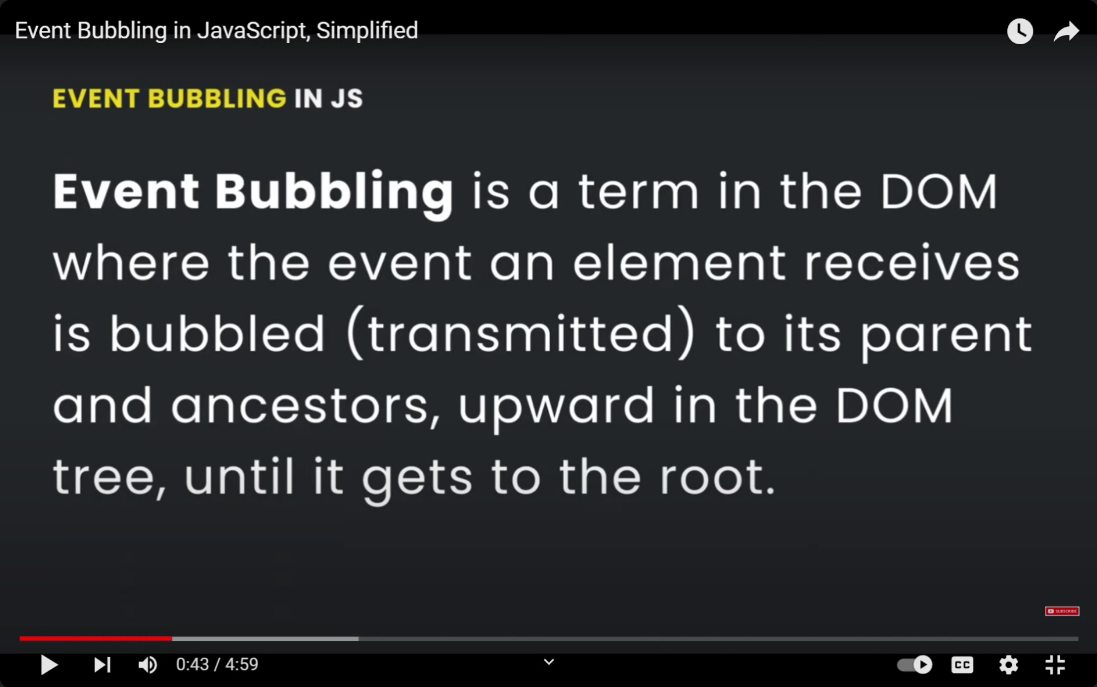 Event Bubbling in JavaScript, Simplified
EVENT BUBBLING IN JS
Event Bubbling is a term in the DOM
where the event an element receives
is bubbled (transmitted) to its parent
and ancestors, upward in the DOM
tree, until it gets to the root.
SUBSCRIBE
0:43 / 4:59
CC